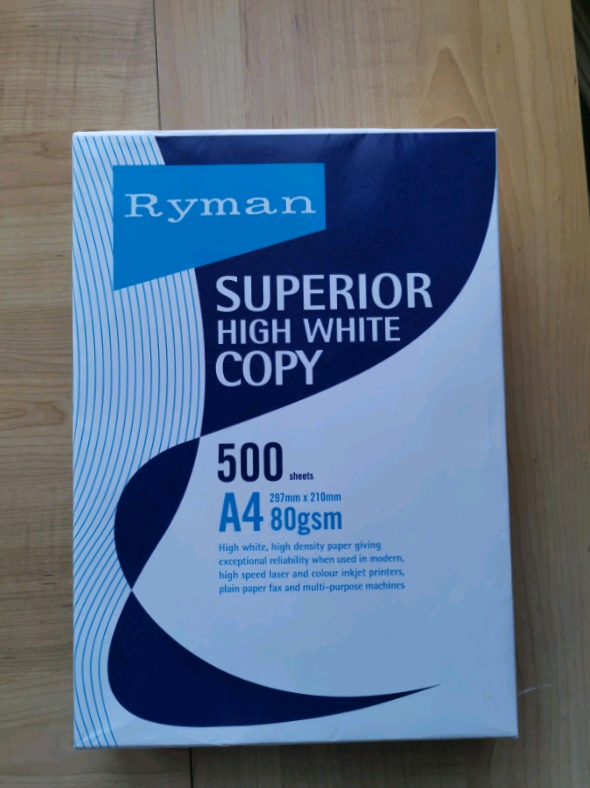 Ryman
SUPERIOR
HIGH WHITE
COPY
500 sheets
A4 297mm x 210mm
80gsm
High white, high density paper giving
exceptional reliability when used in modern,
high speed laser and colour inkjet printers,
plain paper fax and multi-purpose machines